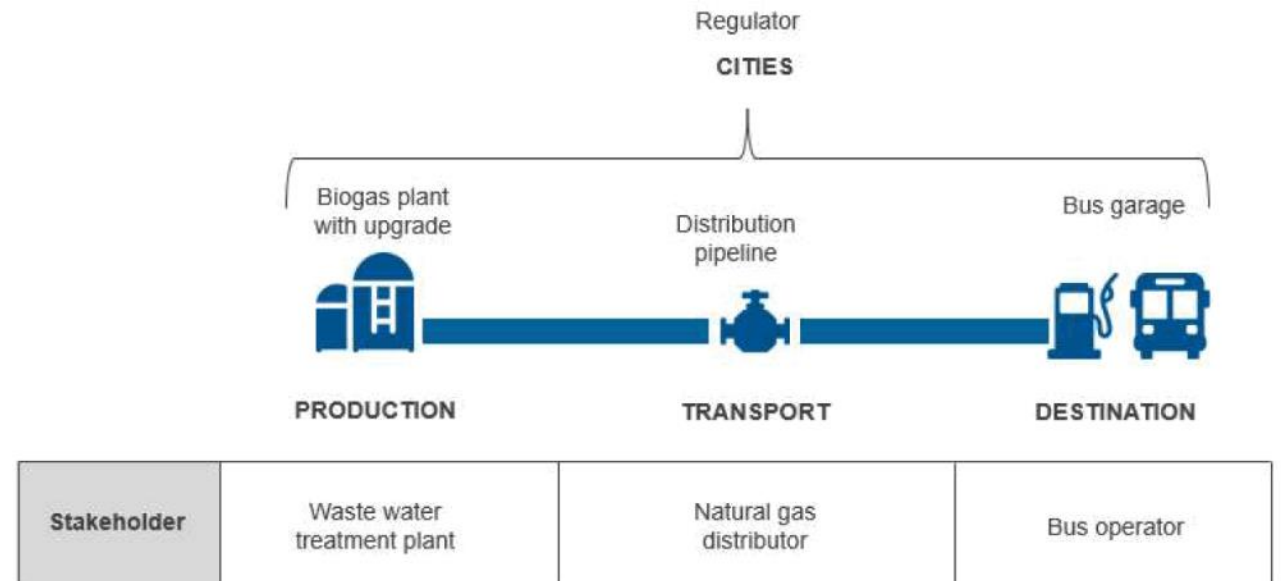 Regulator
CITIES
Biogas plant
with upgrade
Distribution
pipeline
Bus garage
PRODUCTION
TRANSPORT
DESTINATION
Stakeholder
Waste water
treatment plant
Natural gas
distributor
Bus operator